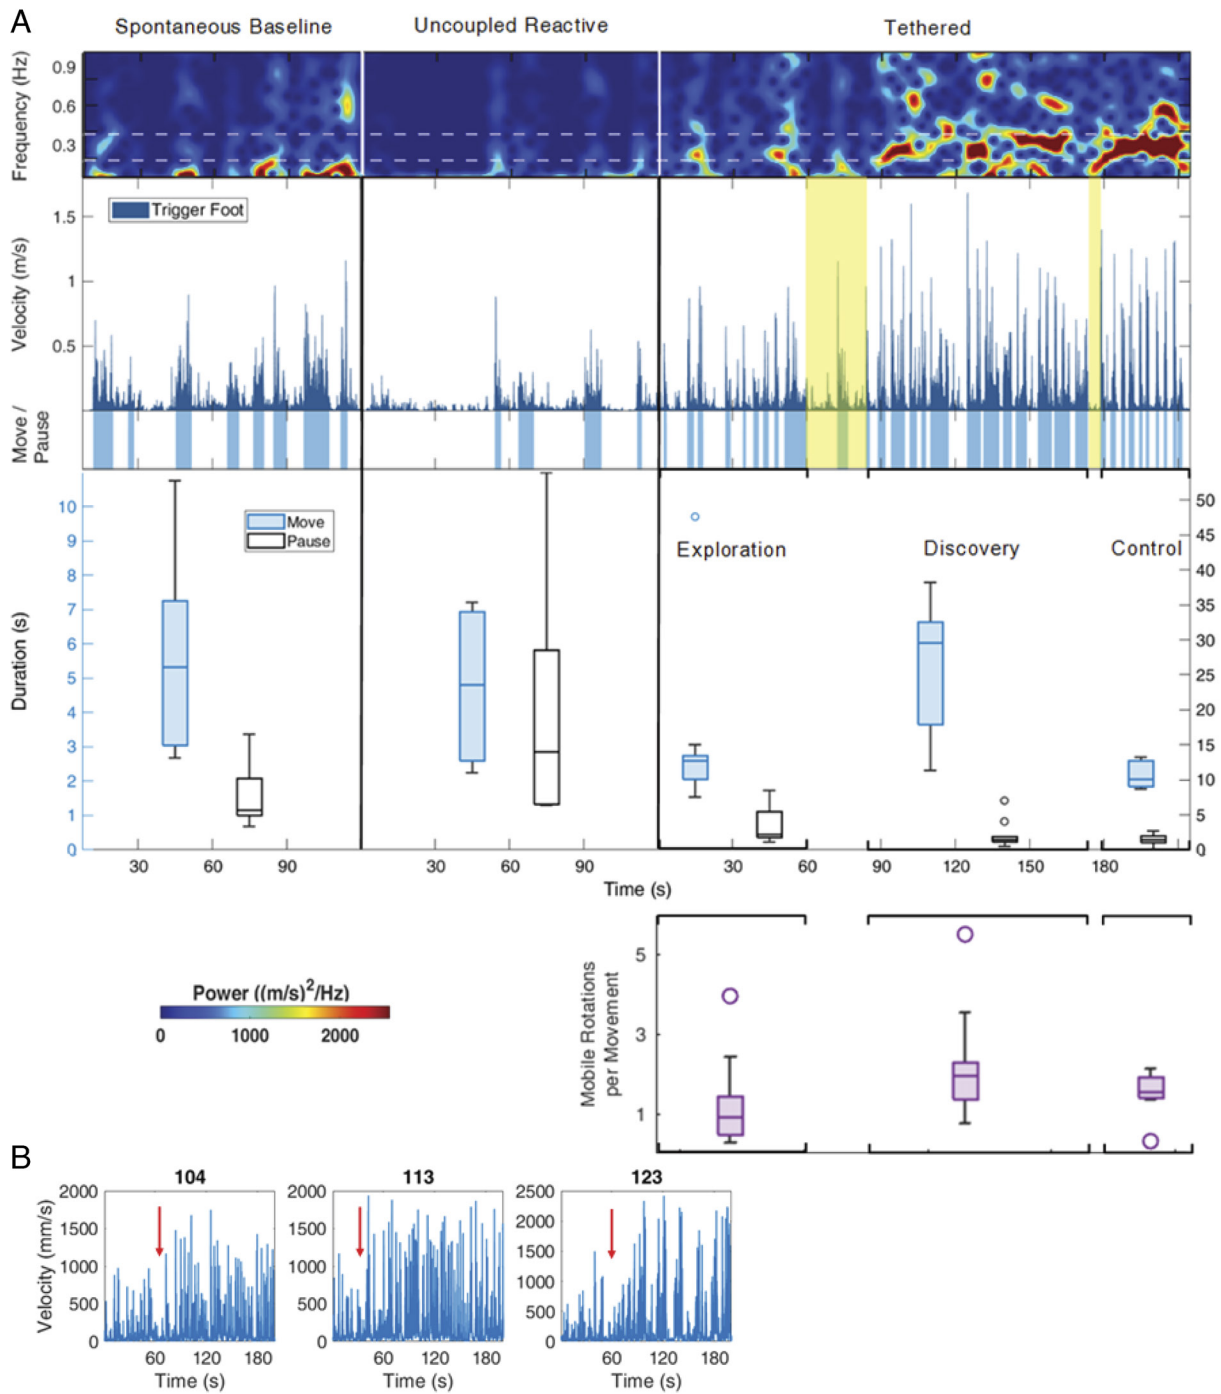 A
Spontaneous Baseline
Uncoupled Reactive
Tethered
Frequency (Hz)
0.9
0.6
0.3
Trigger Foot
Velocity (m/s)
1.5
1
0.5
Move /
Pause
Duration (s)
10
9
8
7
6
5
4
3
2
1
0
Move
Pause
Exploration
Discovery
Control
50
45
40
35
30
25
20
15
10
5
0
30 60 90 30 60 90 30 60 90 120 150 180
Time (s)
Mobile Rotations
per Movement
5
3
1
Power ((m/s)²/Hz)
0 1000 2000
B
104 113 123
Velocity (mm/s)
2000
1500
1000
500
0
2000
1500
1000
500
0
2500
2000
1500
1000
500
0
60 120 180 60 120 180 60 120 180
Time (s) Time (s) Time (s)